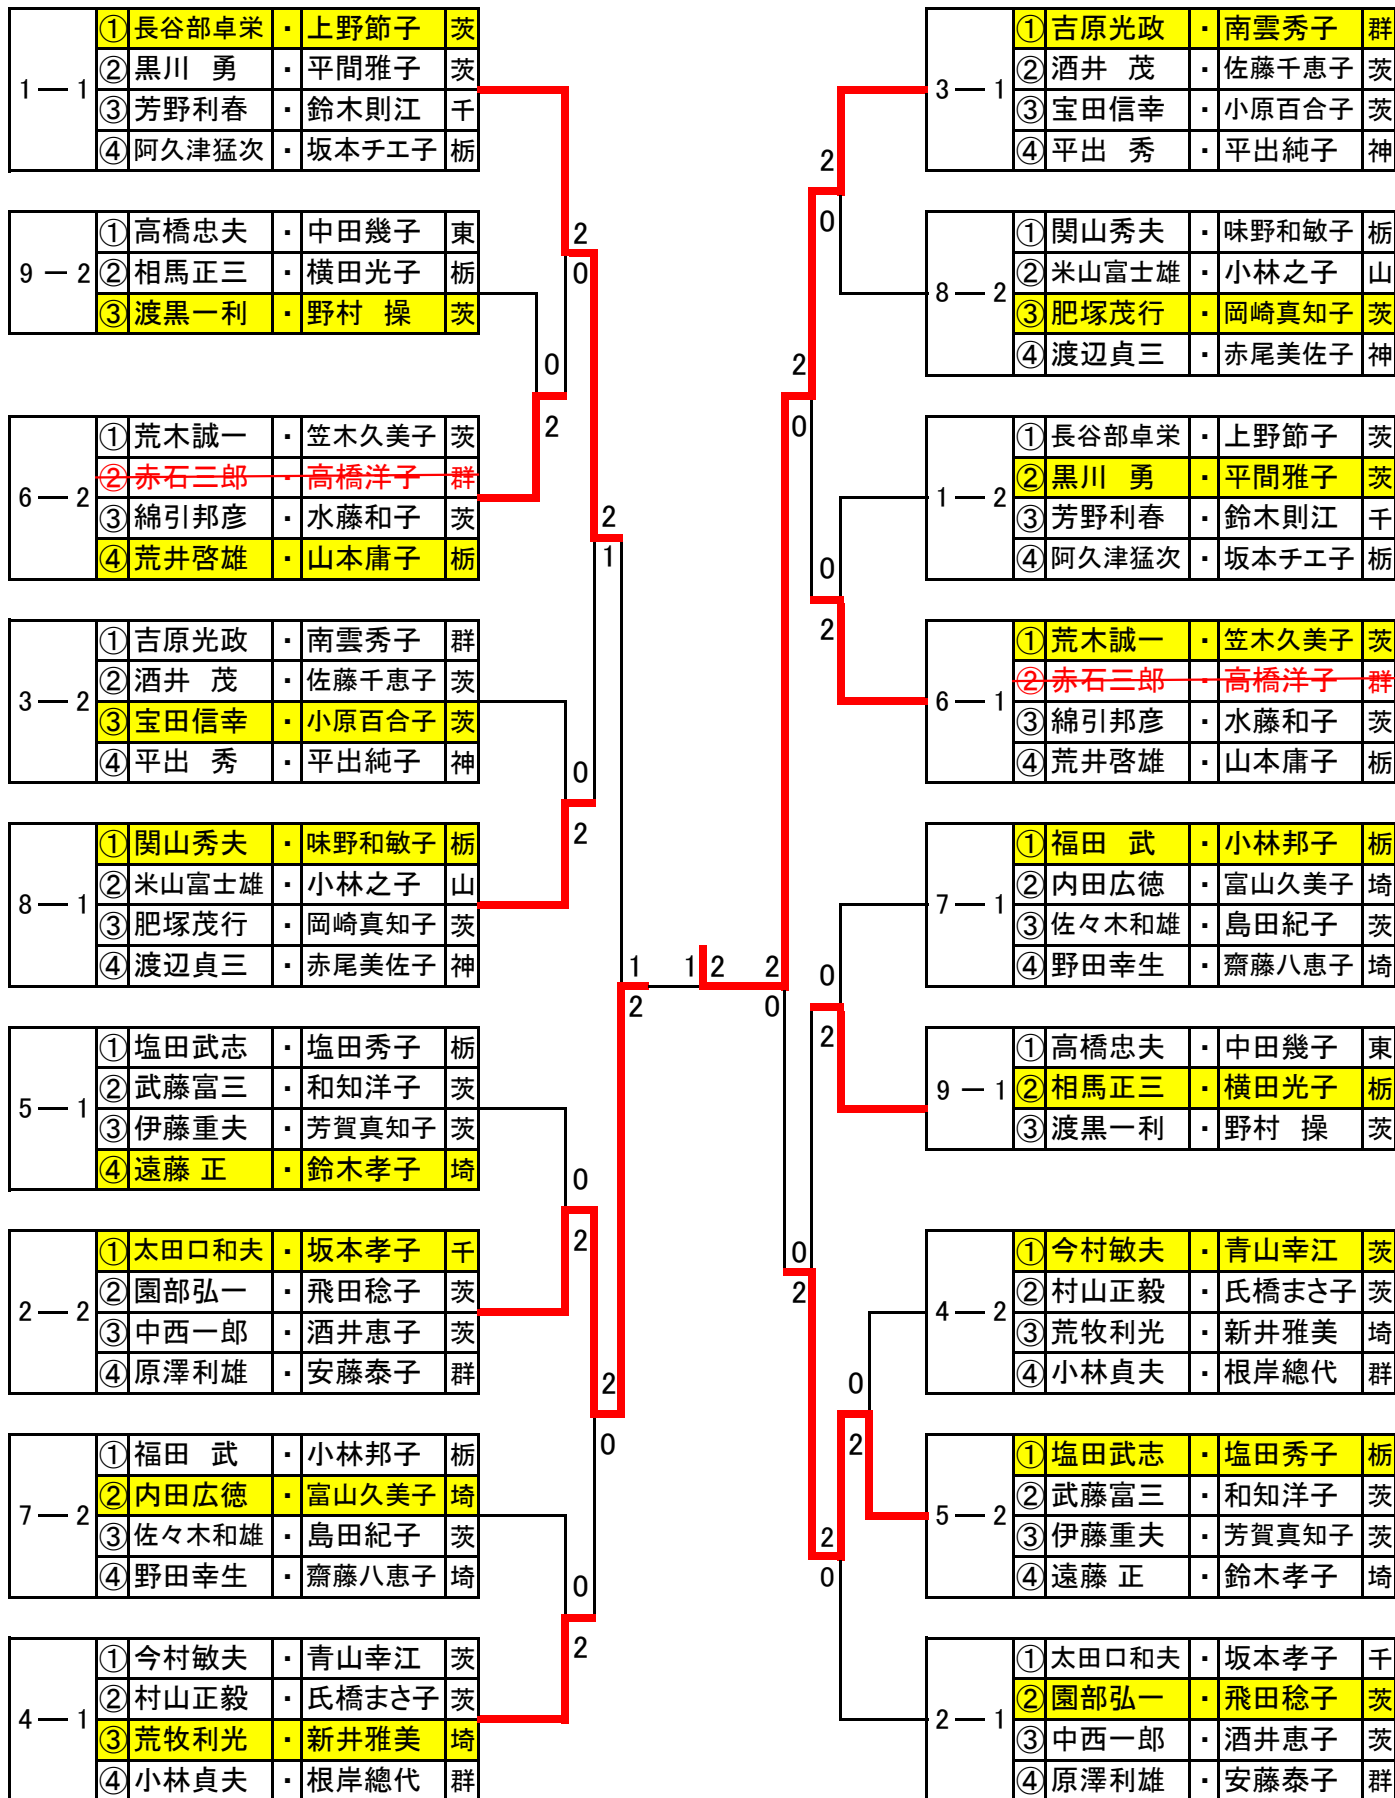 1 — 1
① 長谷部卓栄 ・ 上野節子 茨
② 黒川　勇 ・ 平間雅子 茨
③ 芳野利春 ・ 鈴木則江 千
④ 阿久津猛次 ・ 坂本チエ子 栃
9 — 2
① 高橋忠夫 ・ 中田幾子 東
② 相馬正三 ・ 横田光子 栃
③ 渡黒一利 ・ 野村　操 茨
6 — 2
① 荒木誠一 ・ 笠木久美子 茨
② 赤石三郎 ・ 高橋洋子 群
③ 綿引邦彦 ・ 水藤和子 茨
④ 荒井啓雄 ・ 山本庸子 栃
3 — 2
① 吉原光政 ・ 南雲秀子 群
② 酒井　茂 ・ 佐藤千恵子 茨
③ 宝田信幸 ・ 小原百合子 茨
④ 平出　秀 ・ 平出純子 神
8 — 1
① 関山秀夫 ・ 味野和敏子 栃
② 米山富士雄 ・ 小林之子 山
③ 肥塚茂行 ・ 岡崎真知子 茨
④ 渡辺貞三 ・ 赤尾美佐子 神
5 — 1
① 塩田武志 ・ 塩田秀子 栃
② 武藤富三 ・ 和知洋子 茨
③ 伊藤重夫 ・ 芳賀真知子 茨
④ 遠藤 正 ・ 鈴木孝子 埼
2 — 2
① 太田口和夫 ・ 坂本孝子 千
② 園部弘一 ・ 飛田稔子 茨
③ 中西一郎 ・ 酒井恵子 茨
④ 原澤利雄 ・ 安藤泰子 群
7 — 2
① 福田　武 ・ 小林邦子 栃
② 内田広徳 ・ 富山久美子 埼
③ 佐々木和雄 ・ 島田紀子 茨
④ 野田幸生 ・ 齋藤八恵子 埼
4 — 1
① 今村敏夫 ・ 青山幸江 茨
② 村山正毅 ・ 氏橋まさ子 茨
③ 荒牧利光 ・ 新井雅美 埼
④ 小林貞夫 ・ 根岸總代 群
2
0
0
2
2
1
0
2
1
2
0
2
2
0
0
2
1
2
2
0
2
0
2
0
0
2
0
2
0
2
0
2
2
0
3 — 1
① 吉原光政 ・ 南雲秀子 群
② 酒井　茂 ・ 佐藤千恵子 茨
③ 宝田信幸 ・ 小原百合子 茨
④ 平出　秀 ・ 平出純子 神
8 — 2
① 関山秀夫 ・ 味野和敏子 栃
② 米山富士雄 ・ 小林之子 山
③ 肥塚茂行 ・ 岡崎真知子 茨
④ 渡辺貞三 ・ 赤尾美佐子 神
1 — 2
① 長谷部卓栄 ・ 上野節子 茨
② 黒川　勇 ・ 平間雅子 茨
③ 芳野利春 ・ 鈴木則江 千
④ 阿久津猛次 ・ 坂本チエ子 栃
6 — 1
① 荒木誠一 ・ 笠木久美子 茨
② 赤石三郎 ・ 高橋洋子 群
③ 綿引邦彦 ・ 水藤和子 茨
④ 荒井啓雄 ・ 山本庸子 栃
7 — 1
① 福田　武 ・ 小林邦子 栃
② 内田広徳 ・ 富山久美子 埼
③ 佐々木和雄 ・ 島田紀子 茨
④ 野田幸生 ・ 齋藤八恵子 埼
9 — 1
① 高橋忠夫 ・ 中田幾子 東
② 相馬正三 ・ 横田光子 栃
③ 渡黒一利 ・ 野村　操 茨
4 — 2
① 今村敏夫 ・ 青山幸江 茨
② 村山正毅 ・ 氏橋まさ子 茨
③ 荒牧利光 ・ 新井雅美 埼
④ 小林貞夫 ・ 根岸總代 群
5 — 2
① 塩田武志 ・ 塩田秀子 栃
② 武藤富三 ・ 和知洋子 茨
③ 伊藤重夫 ・ 芳賀真知子 茨
④ 遠藤 正 ・ 鈴木孝子 埼
2 — 1
① 太田口和夫 ・ 坂本孝子 千
② 園部弘一 ・ 飛田稔子 茨
③ 中西一郎 ・ 酒井恵子 茨
④ 原澤利雄 ・ 安藤泰子 群